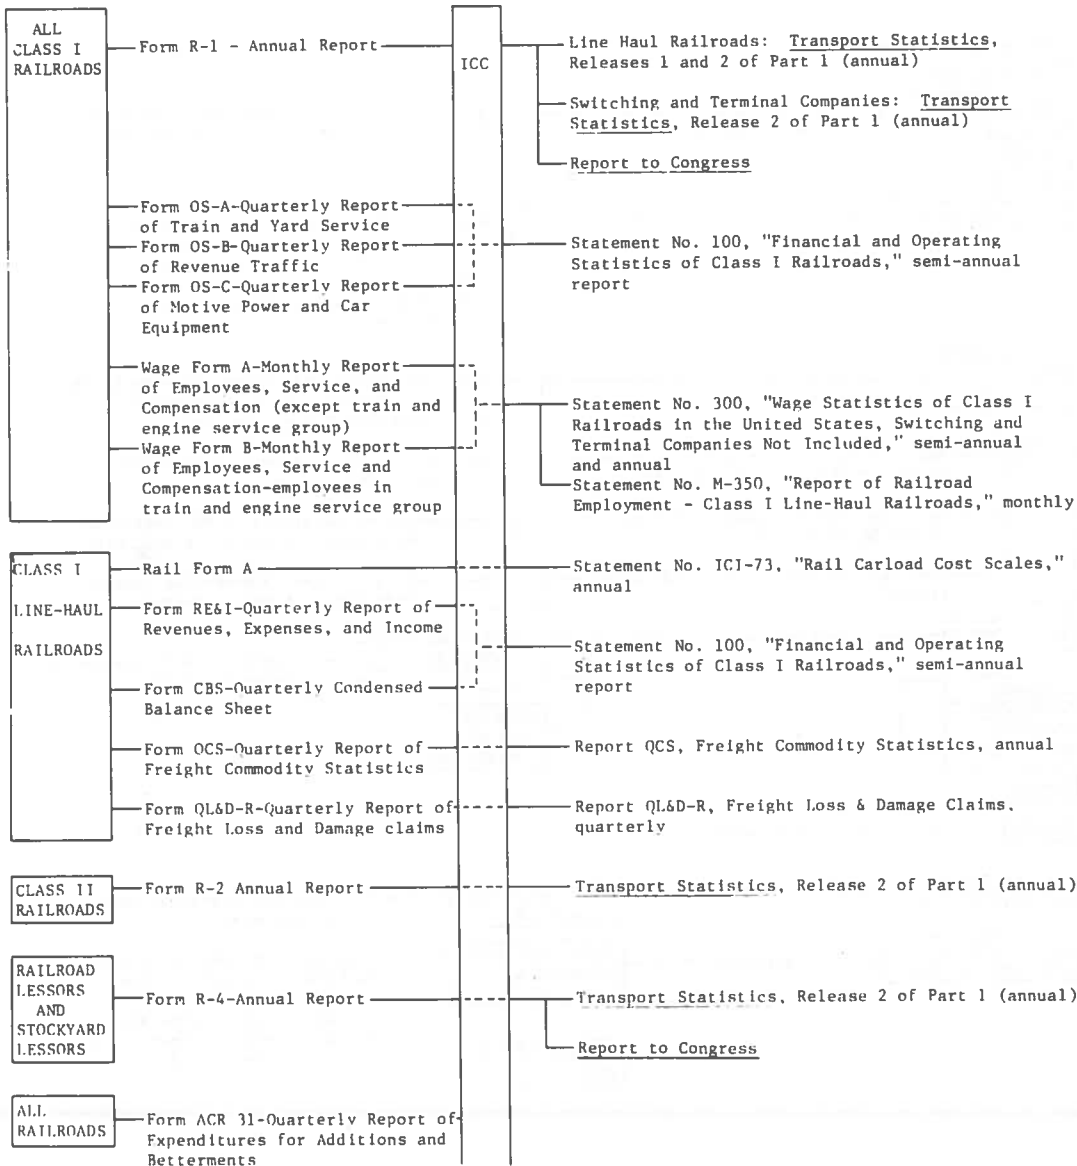 ALL
CLASS I
RAILROADS
Form R-1 - Annual Report
ICC
Line Haul Railroads: Transport Statistics,
Releases 1 and 2 of Part 1 (annual)
Switching and Terminal Companies: Transport
Statistics, Release 2 of Part 1 (annual)
Report to Congress
Form OS-A-Quarterly Report
of Train and Yard Service
Form OS-B-Quarterly Report
of Revenue Traffic
Form OS-C-Quarterly Report
of Motive Power and Car
Equipment
Statement No. 100, "Financial and Operating
Statistics of Class I Railroads," semi-annual
report
Wage Form A-Monthly Report
of Employees, Service, and
Compensation (except train and
engine service group)
Wage Form B-Monthly Report
of Employees, Service and
Compensation-employees in
train and engine service group
Statement No. 300, "Wage Statistics of Class I
Railroads in the United States, Switching and
Terminal Companies Not Included," semi-annual
and annual
Statement No. M-350, "Report of Railroad
Employment - Class I Line-Haul Railroads," monthly
CLASS I
LINE-HAUL
RAILROADS
Rail Form A
Statement No. 1C1-73, "Rail Carload Cost Scales,"
annual
Form RE&I-Quarterly Report of
Revenues, Expenses, and Income
Form CBS-Quarterly Condensed
Balance Sheet
Statement No. 100, "Financial and Operating
Statistics of Class I Railroads," semi-annual
report
Form QCS-Quarterly Report of
Freight Commodity Statistics
Report QCS, Freight Commodity Statistics, annual
Form QL&D-R-Quarterly Report of
Freight Loss and Damage claims
Report QL&D-R, Freight Loss & Damage Claims,
quarterly
CLASS II
RAILROADS
Form R-2 Annual Report
Transport Statistics, Release 2 of Part 1 (annual)
RAILROAD
LESSORS
AND
STOCKYARD
LESSORS
Form R-4-Annual Report
Transport Statistics, Release 2 of Part 1 (annual)
Report to Congress
ALL
RAILROADS
Form ACR 31-Quarterly Report of
Expenditures for Additions and
Betterments